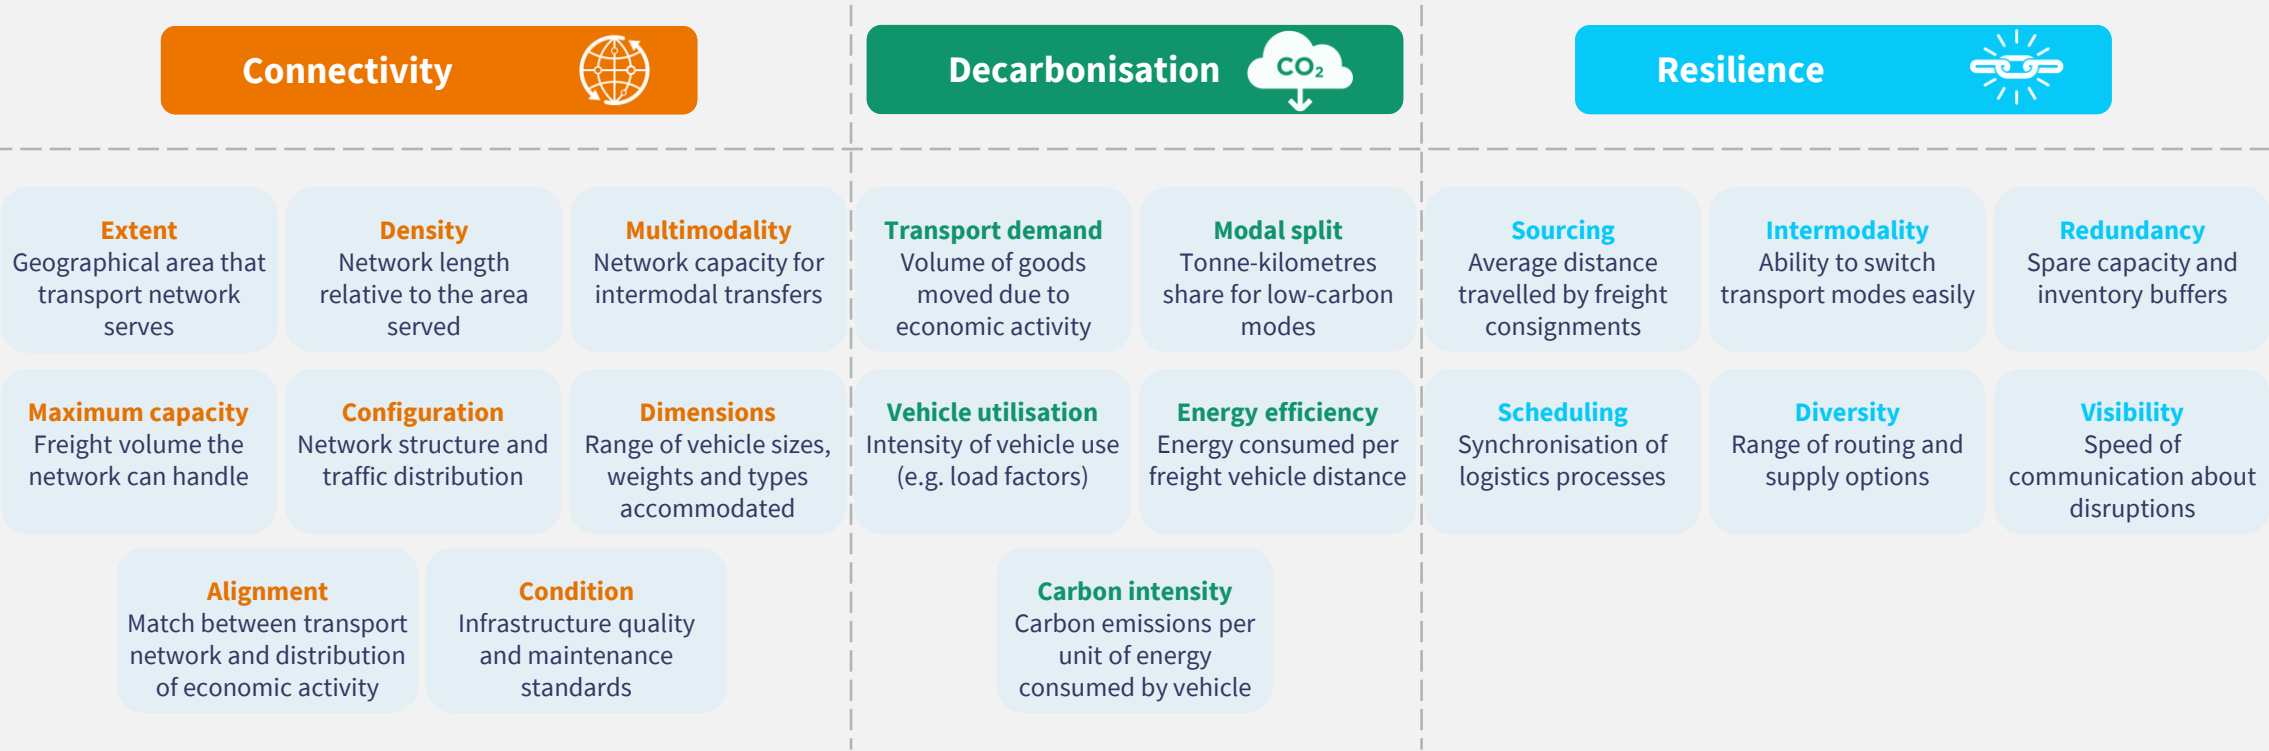 Connectivity
Decarbonisation
CO₂
Resilience
Extent
Geographical area that
transport network
serves
Density
Network length
relative to the area
served
Multimodality
Network capacity for
intermodal transfers
Transport demand
Volume of goods
moved due to
economic activity
Modal split
Tonne-kilometres
share for low-carbon
modes
Sourcing
Average distance
travelled by freight
consignments
Intermodality
Ability to switch
transport modes easily
Redundancy
Spare capacity and
inventory buffers
Maximum capacity
Freight volume the
network can handle
Configuration
Network structure and
traffic distribution
Dimensions
Range of vehicle sizes,
weights and types
accommodated
Vehicle utilisation
Intensity of vehicle use
(e.g. load factors)
Energy efficiency
Energy consumed per
freight vehicle distance
Scheduling
Synchronisation of
logistics processes
Diversity
Range of routing and
supply options
Visibility
Speed of
communication about
disruptions
Alignment
Match between transport
network and distribution
of economic activity
Condition
Infrastructure quality
and maintenance
standards
Carbon intensity
Carbon emissions per
unit of energy
consumed by vehicle